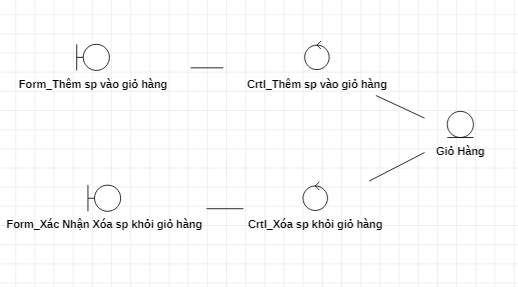 Form_Thêm sp vào giỏ hàng
Crtl_Thêm sp vào giỏ hàng
Giỏ Hàng
Form_Xác Nhận Xóa sp khỏi giỏ hàng
Crtl_Xóa sp khỏi giỏ hàng